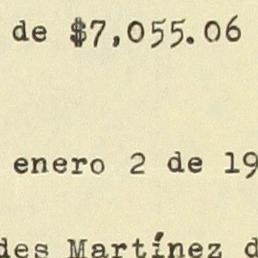 de $7,055.06
enero 2 de 19
des Martínez d